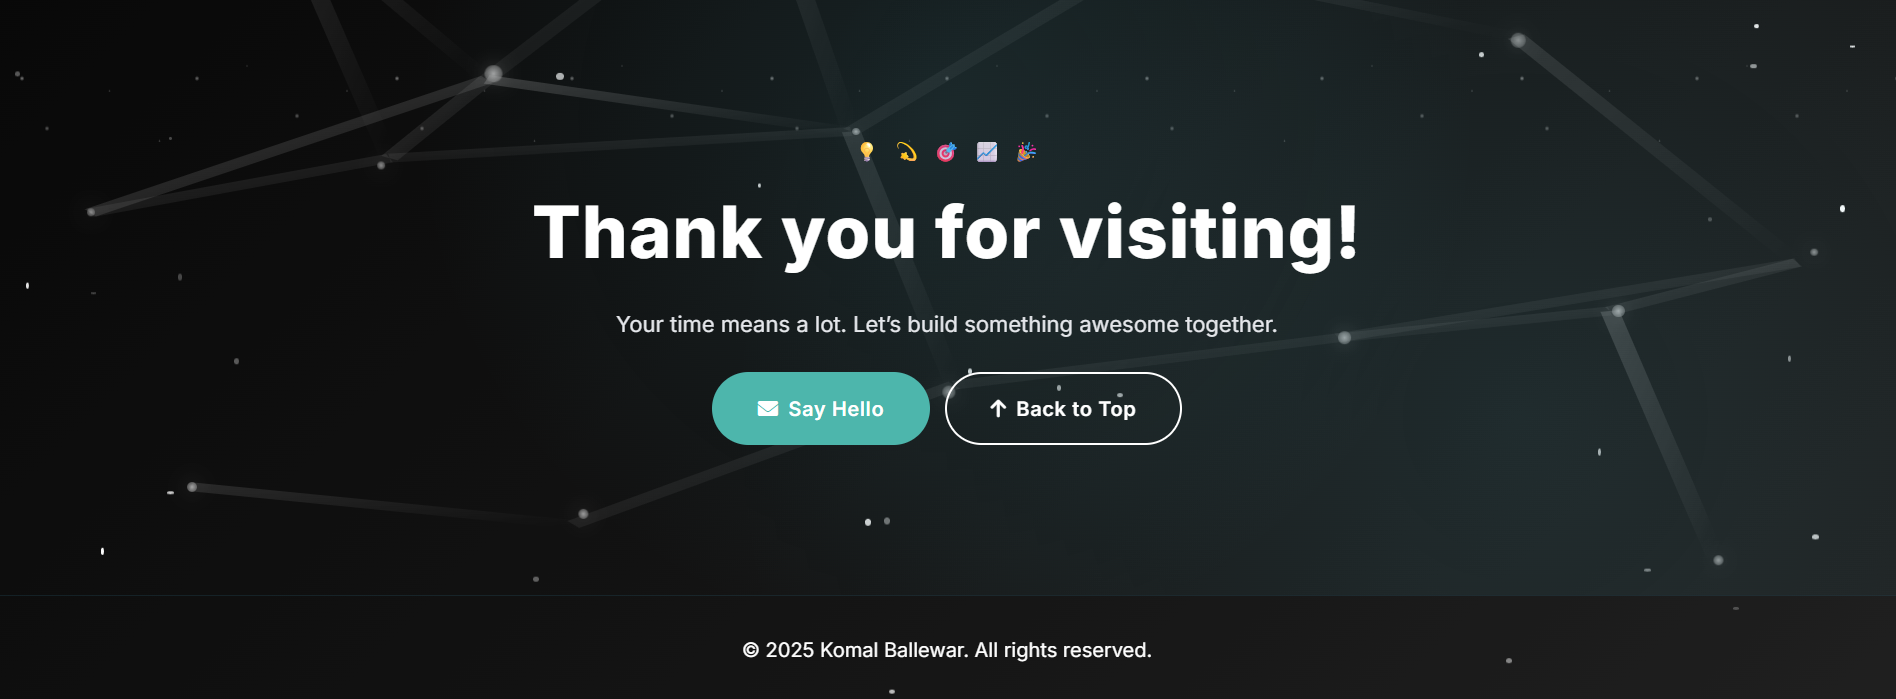 Thank you for visiting!
Your time means a lot. Let’s build something awesome together.
Say Hello
Back to Top
© 2025 Komal Ballewar. All rights reserved.